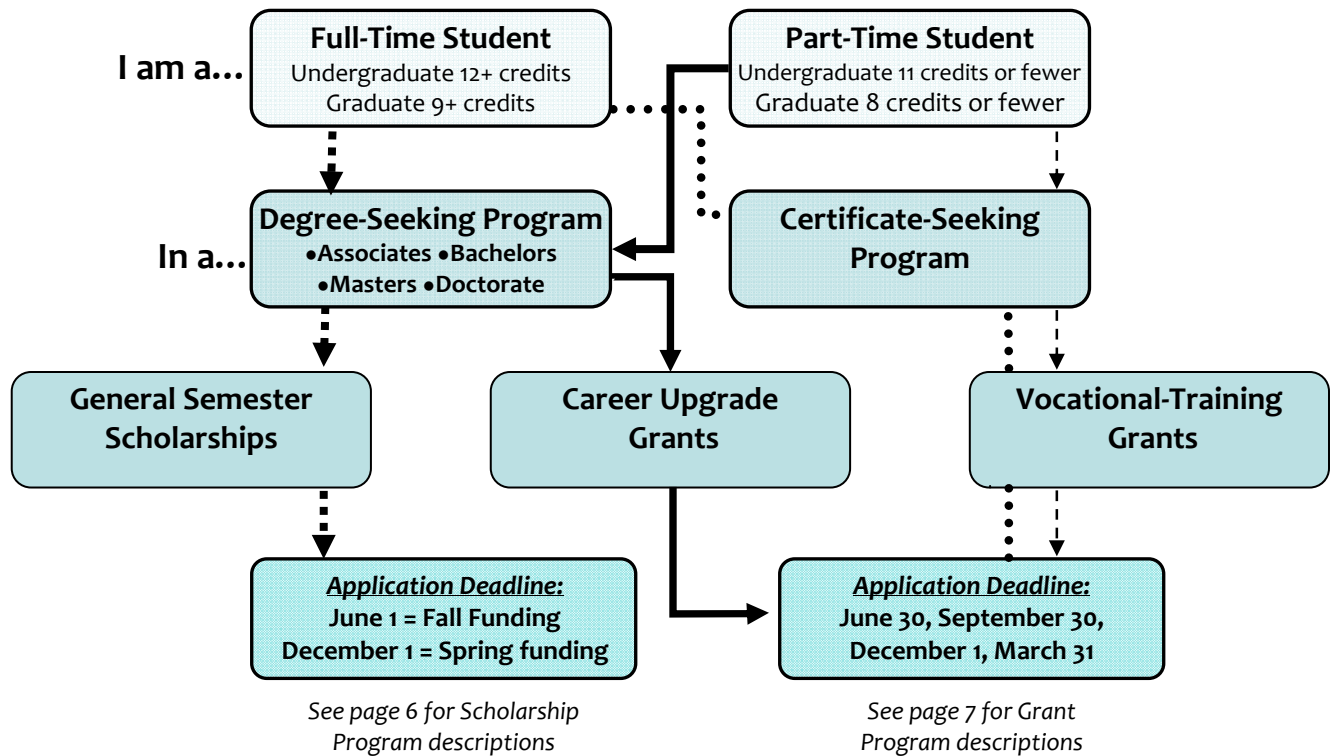 I am a...
Full-Time Student
Undergraduate 12+ credits
Graduate 9+ credits
Part-Time Student
Undergraduate 11 credits or fewer
Graduate 8 credits or fewer
In a...
Degree-Seeking Program
●Associates ●Bachelors
●Masters ●Doctorate
Certificate-Seeking
Program
General Semester
Scholarships
Career Upgrade
Grants
Vocational-Training
Grants
Application Deadline:
June 1 = Fall Funding
December 1 = Spring funding
Application Deadline:
June 30, September 30,
December 1, March 31
See page 6 for Scholarship
Program descriptions
See page 7 for Grant
Program descriptions